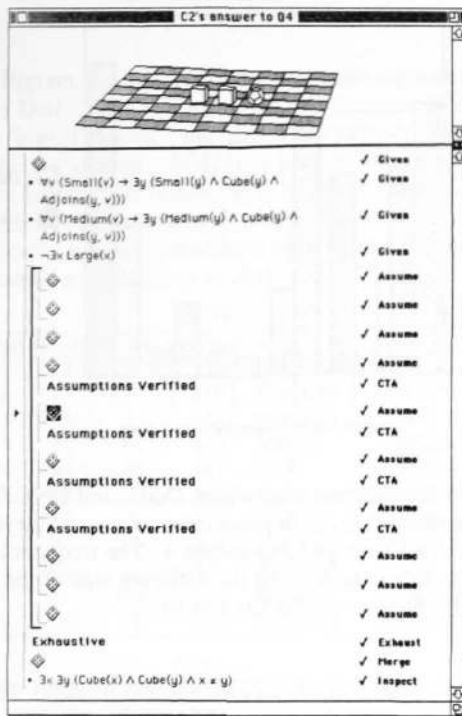 C2's answer to Q4
✓ Given
• ∀v (Small(v) → ∃y (Small(y) ∧ Cube(y) ∧ ✓ Given
Adjoins(y, v)))
• ∀v (Medium(v) → ∃y (Medium(y) ∧ Cube(y) ∧ ✓ Given
Adjoins(y, v)))
• ¬∃x Large(x) ✓ Given
✓ Assume
✓ Assume
✓ Assume
✓ Assume
Assumptions Verified ✓ CTA
✓ Assume
Assumptions Verified ✓ CTA
✓ Assume
Assumptions Verified ✓ CTA
✓ Assume
Assumptions Verified ✓ CTA
✓ Assume
✓ Assume
✓ Assume
Exhaustive ✓ Exhaust
✓ Merge
• ∃x ∃y (Cube(x) ∧ Cube(y) ∧ x ≠ y) ✓ Inspect